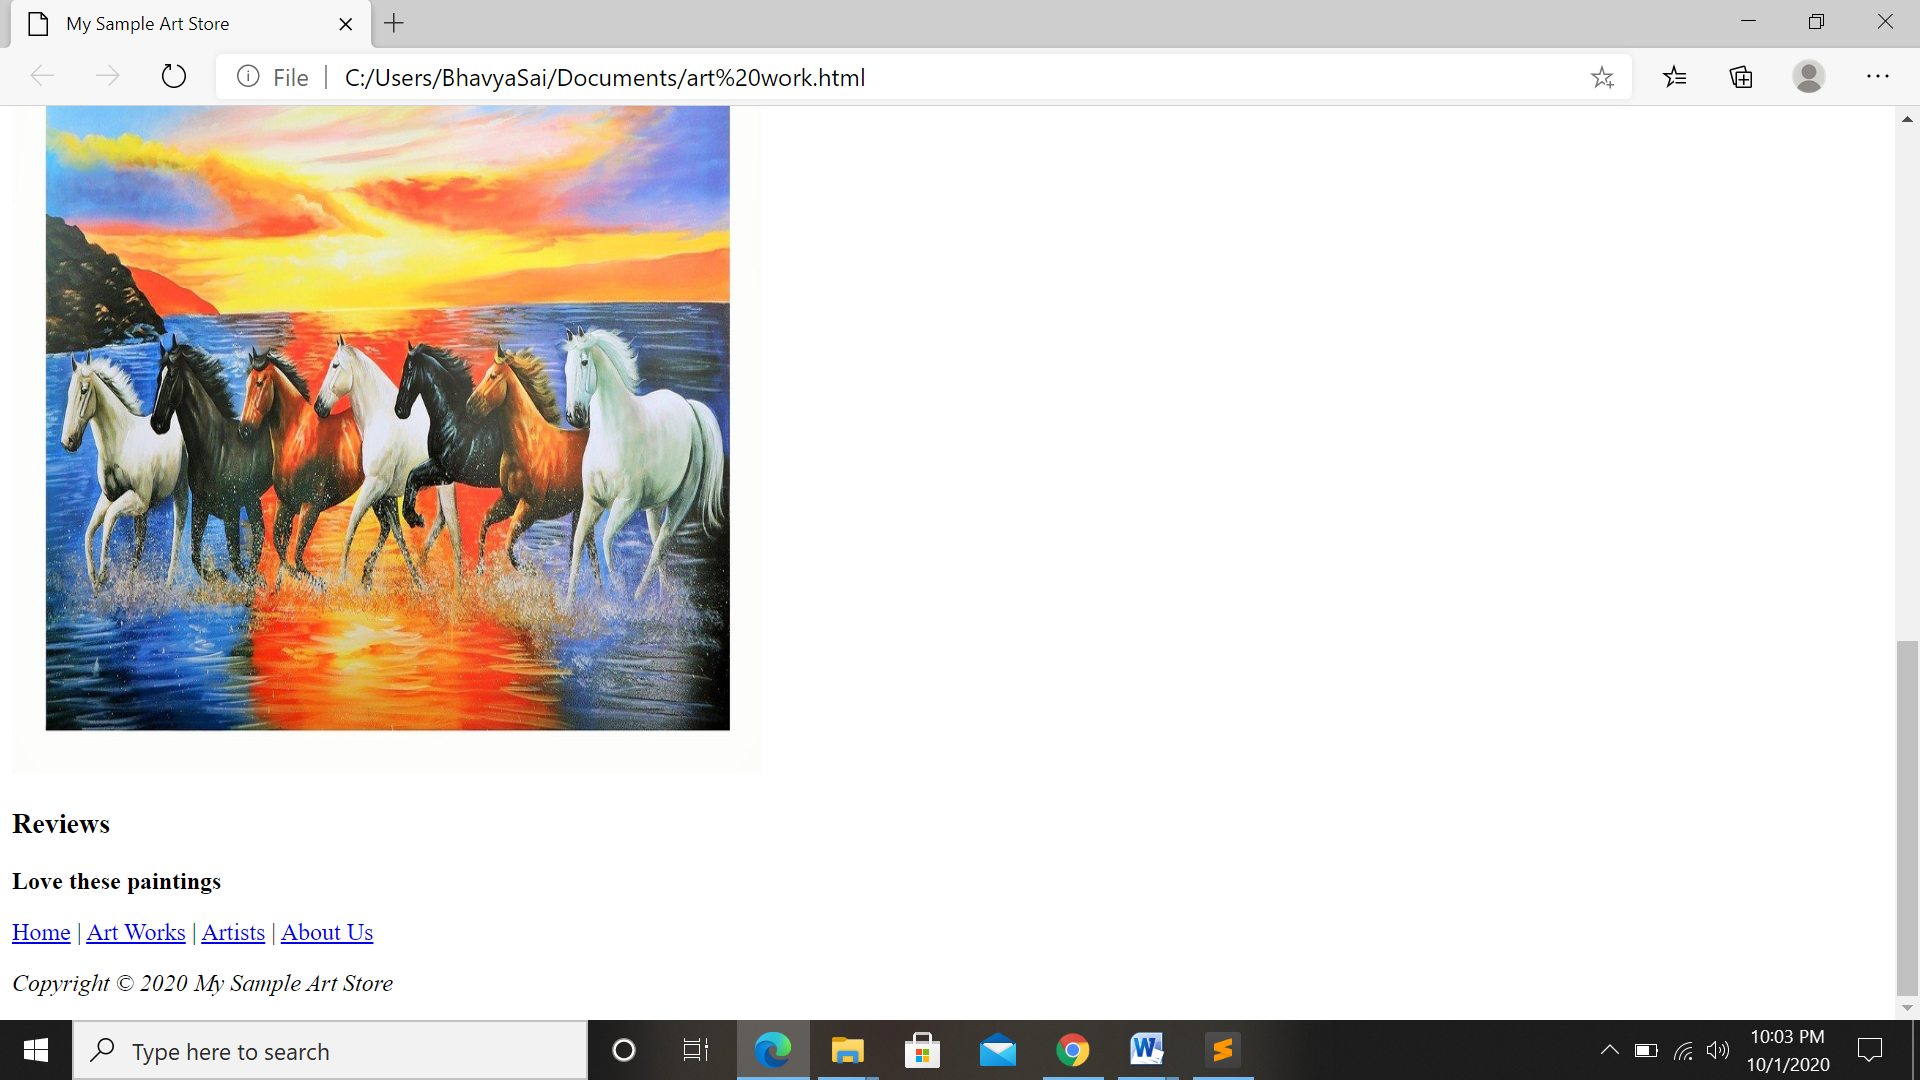 My Sample Art Store
File | C:/Users/BhavyaSai/Documents/art%20work.html
Reviews
Love these paintings
Home | Art Works | Artists | About Us
Copyright © 2020 My Sample Art Store
Type here to search
10:03 PM
10/1/2020